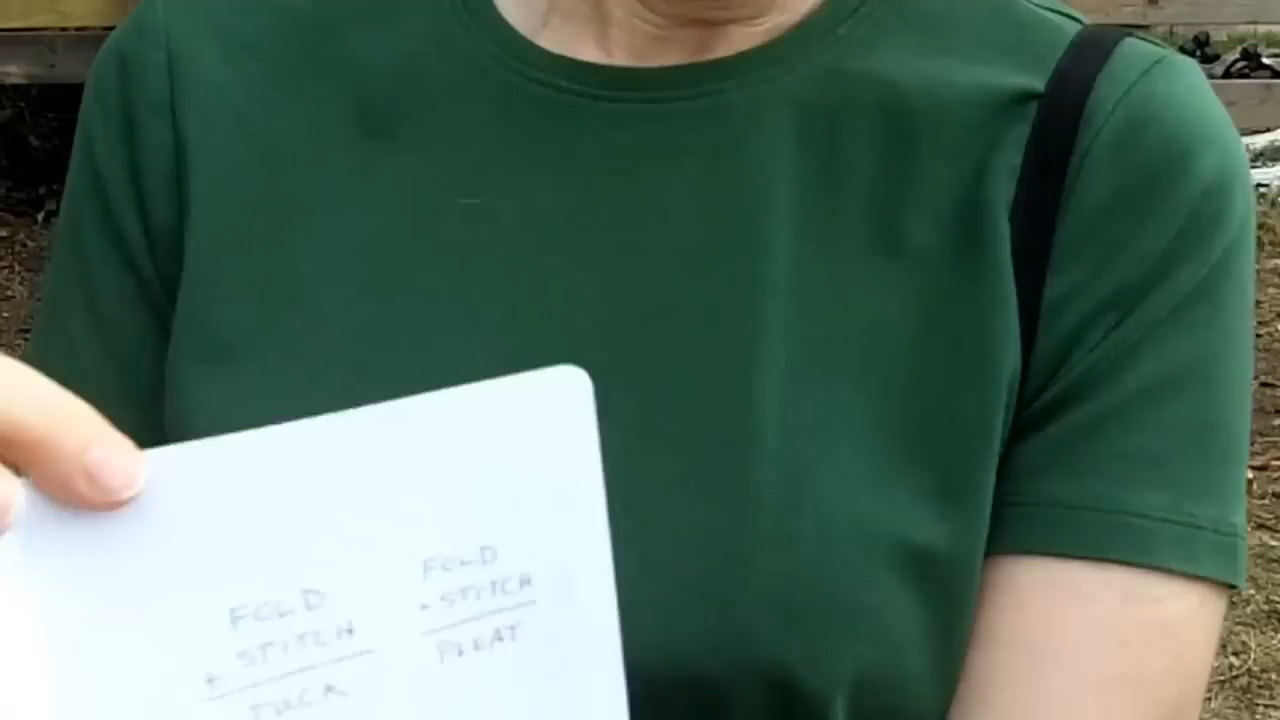 FOLD
+ STITCH
TUCK
FOLD
- STITCH
PLEAT